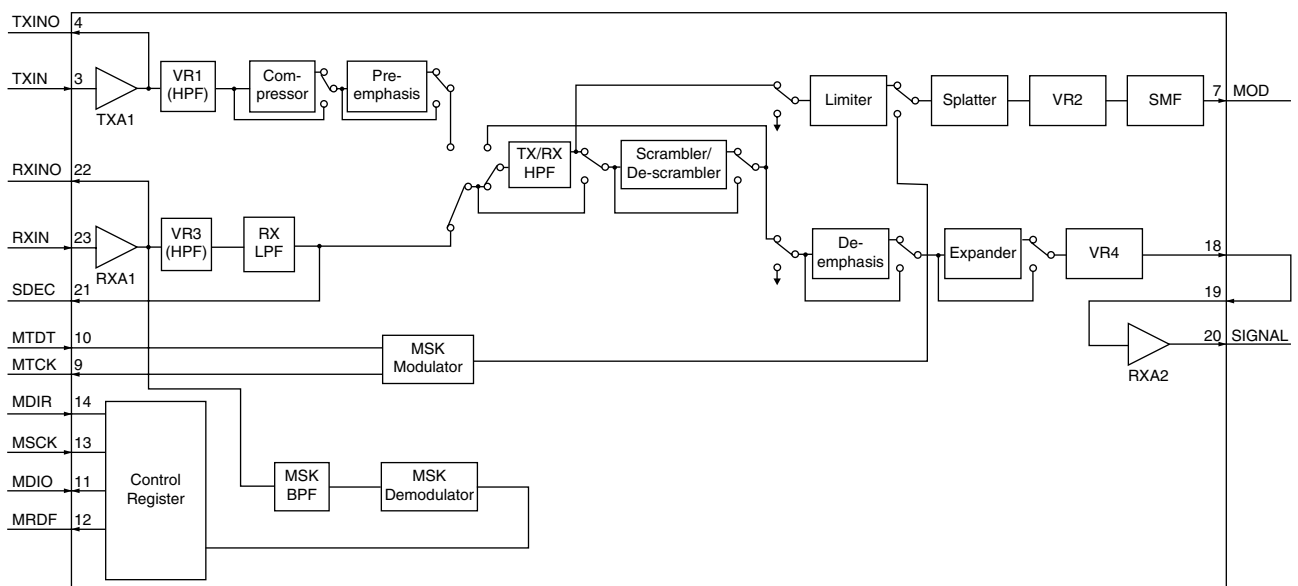 TXINO 4
TXIN 3
TXA1
VR1
(HPF)
Com-
pressor
Pre-
emphasis
Limiter
Splatter
VR2
SMF
7 MOD
RXINO 22
TX/RX
HPF
Scrambler/
De-scrambler
RXIN 23
RXA1
VR3
(HPF)
RX
LPF
De-
emphasis
Expander
VR4
18
SDEC 21
19
MTDT 10
MTCK 9
MSK
Modulator
20 SIGNAL
RXA2
MDIR 14
MSCK 13
MDIO 11
MRDF 12
Control
Register
MSK
BPF
MSK
Demodulator